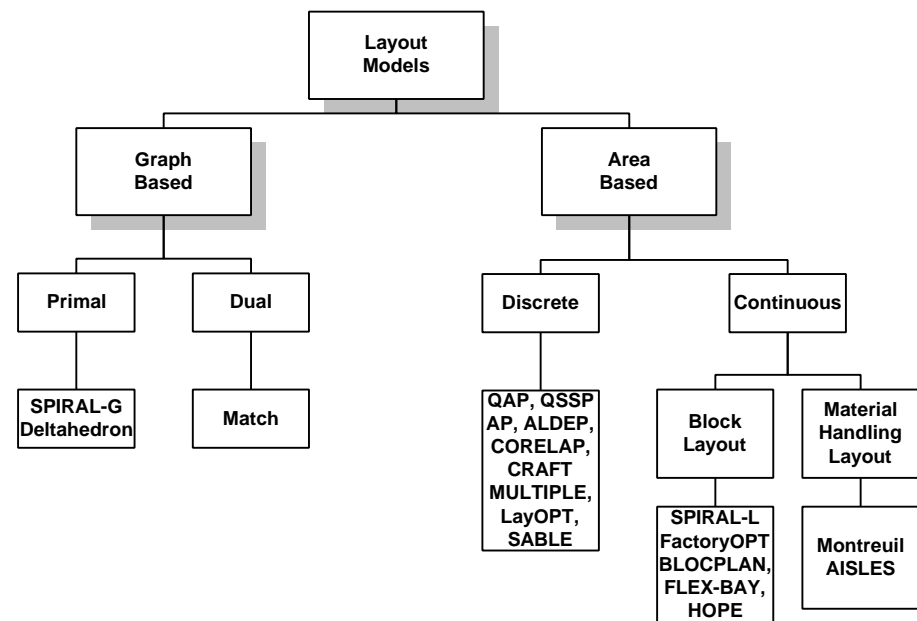 Layout
Models
Graph
Based
Area
Based
Primal
Dual
Discrete
Continuous
SPIRAL-G
Deltahedron
Match
QAP, QSSP
AP, ALDEP,
CORELAP,
CRAFT
MULTIPLE,
LayOPT,
SABLE
Block
Layout
Material
Handling
Layout
SPIRAL-L
FactoryOPT
BLOCPLAN,
FLEX-BAY,
HOPE
Montreuil
AISLES